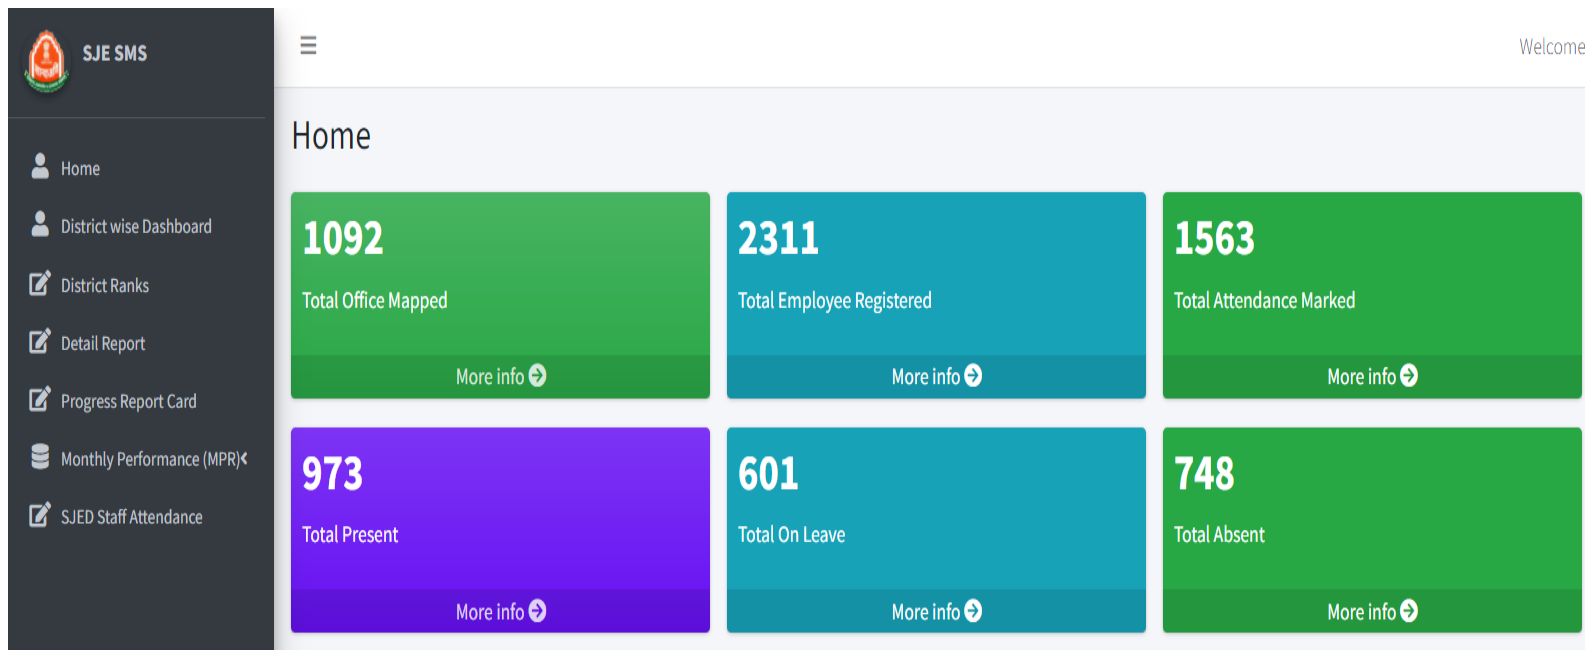 SJE SMS
Welcome
Home
Home
District wise Dashboard
District Ranks
Detail Report
Progress Report Card
Monthly Performance (MPR)
SJED Staff Attendance
1092
Total Office Mapped
More info
2311
Total Employee Registered
More info
1563
Total Attendance Marked
More info
973
Total Present
More info
601
Total On Leave
More info
748
Total Absent
More info